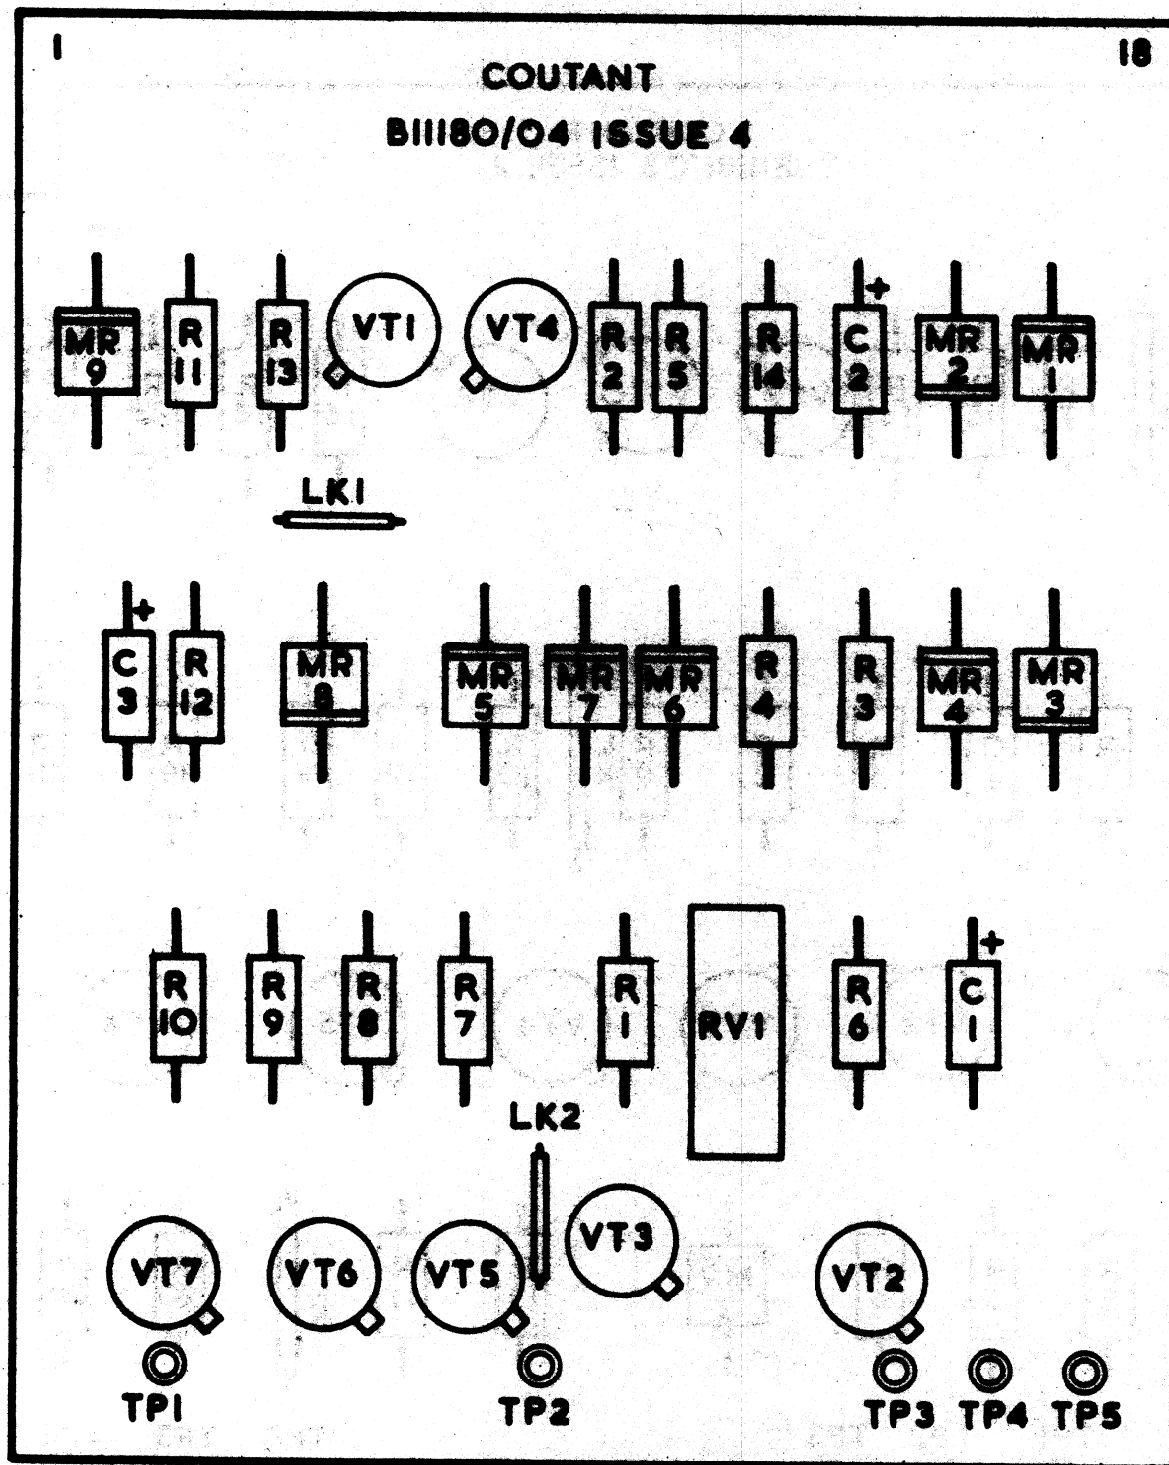 1 18
COUTANT
B11180/04 ISSUE 4
MR 9 R 11 R 13 VT1 VT4 R 2 R 5 R 14 C 2 + MR 2 MR 1
LK1
C 3 + R 12 MR 8 MR 5 MR 7 MR 6 R 4 R 3 MR 4 MR 3
R 10 R 9 R 8 R 7 R 1 RV1 R 6 C 1 +
LK2
VT7 VT6 VT5 VT3 VT2
TP1 TP2 TP3 TP4 TP5